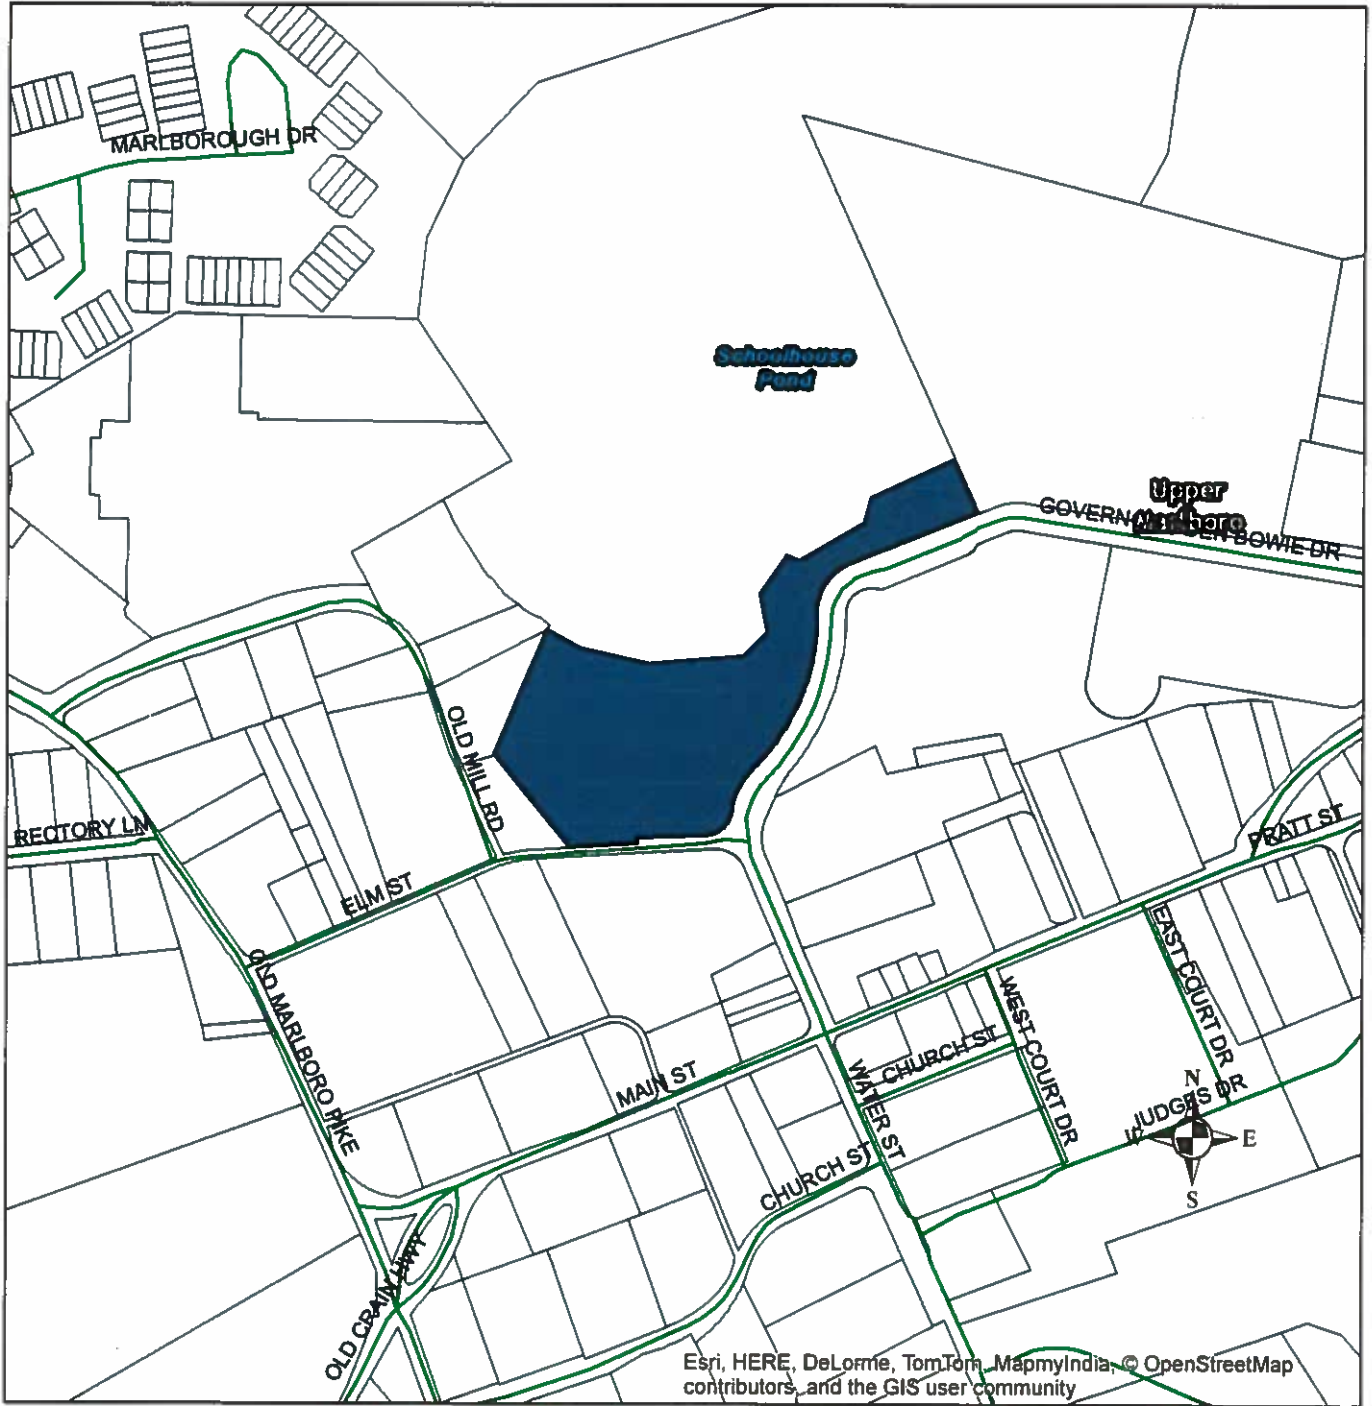 MARLBOROUGH DR
Schoolhouse
Pond
Upper
Marlboro
GOVERN
EN BOWIE DR
OLD MILL RD
RECTORY LN
PRATT ST
ELM ST
EAST COURT DR
OLD MARLBORO PIKE
WEST COURT DR
CHURCH ST
MAIN ST
WATER ST
N
JUDGES DR
W
E
S
CHURCH ST
OLD CRAIN HWY
Esri, HERE, DeLorme, TomTom, MapmyIndia, © OpenStreetMap
contributors, and the GIS user community